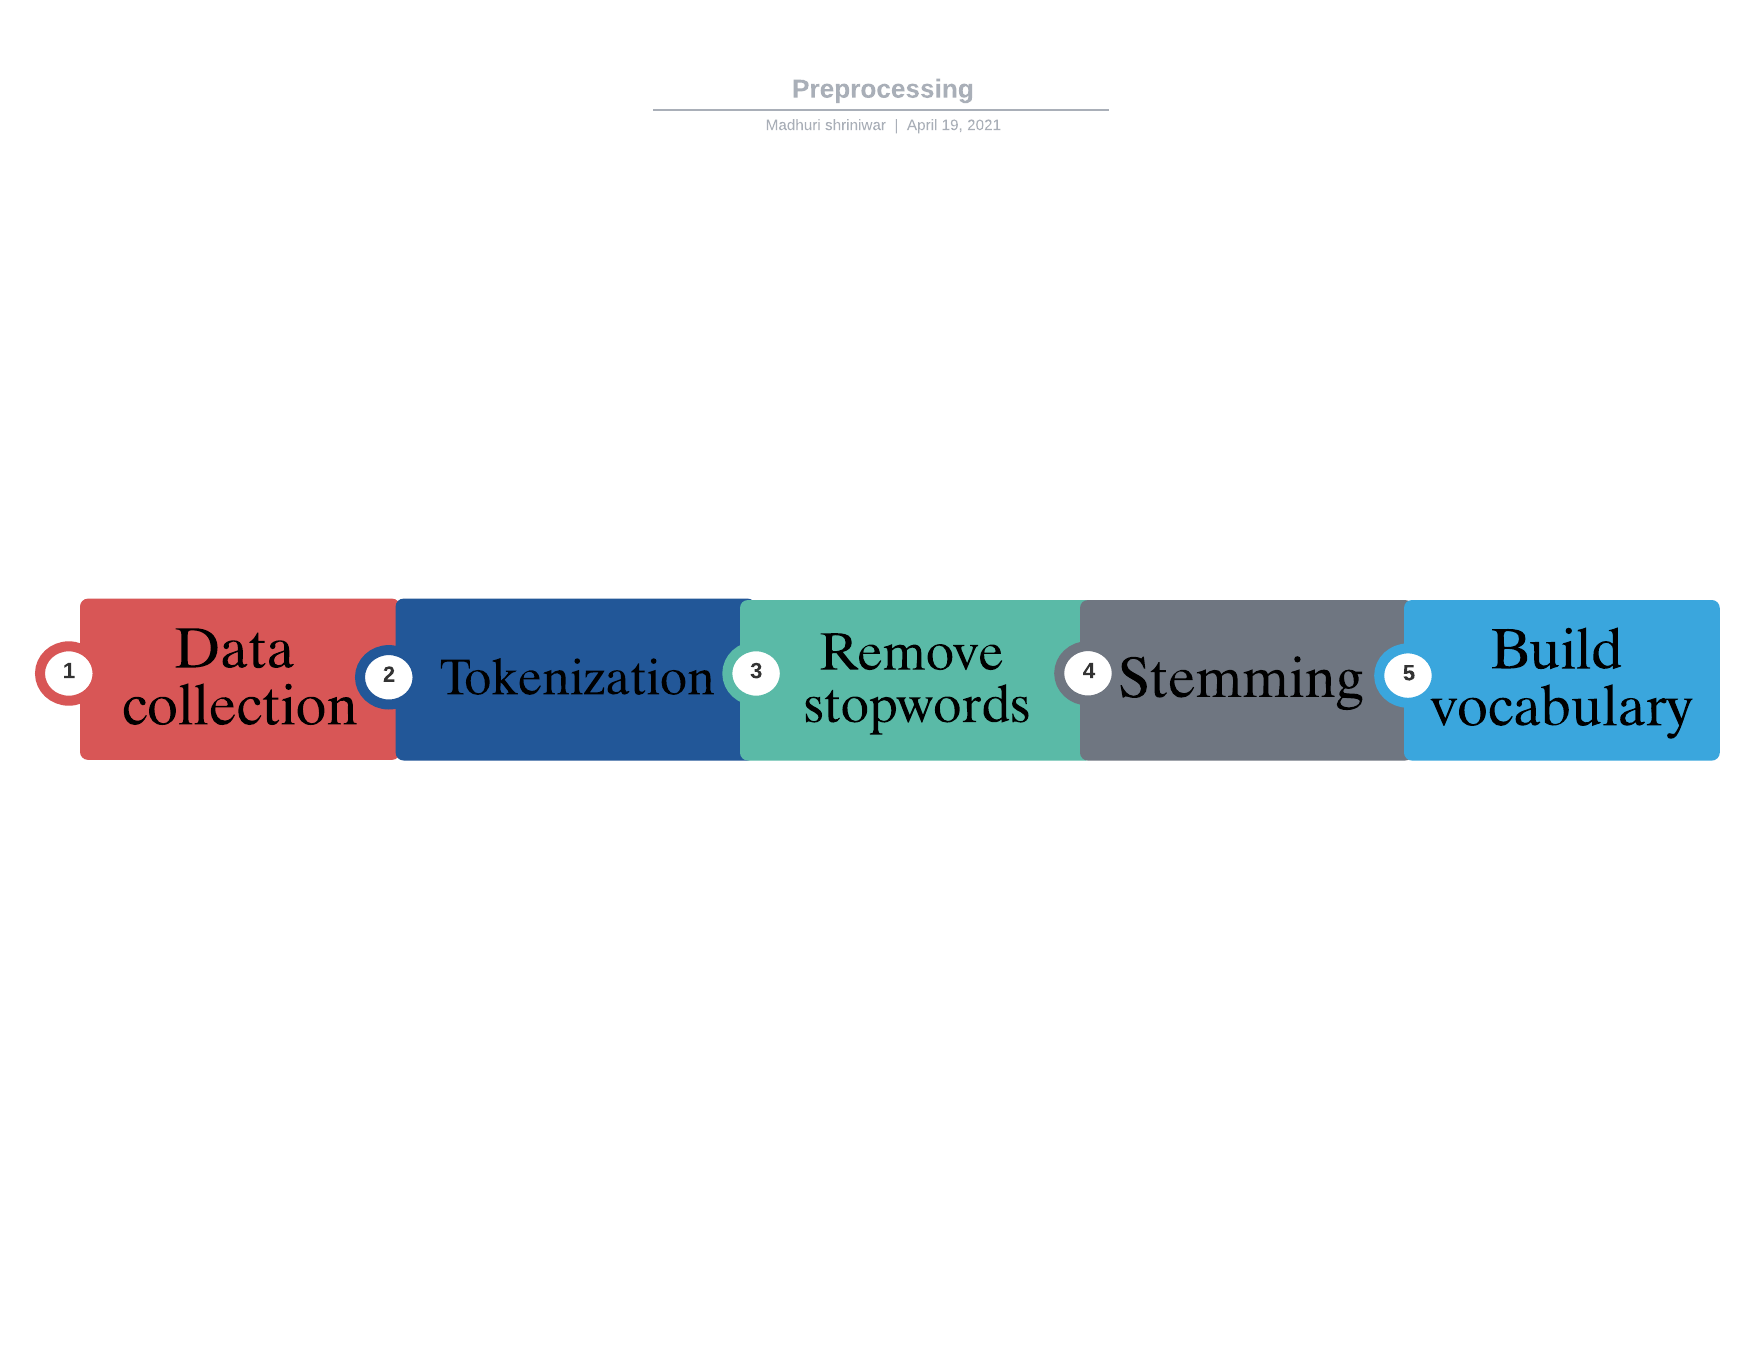 Preprocessing
Madhuri shriniwar | April 19, 2021
1
Data
collection
2
Tokenization
3
Remove
stopwords
4
Stemming
5
Build
vocabulary